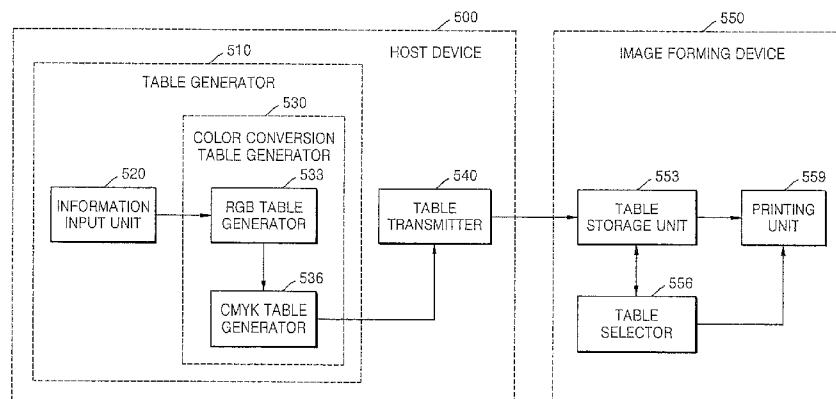 500
550
510
HOST DEVICE
IMAGE FORMING DEVICE
TABLE GENERATOR
530
COLOR CONVERSION
TABLE GENERATOR
520
533
540
553
559
INFORMATION
INPUT UNIT
RGB TABLE
GENERATOR
TABLE
TRANSMITTER
TABLE
STORAGE UNIT
PRINTING
UNIT
536
556
CMYK TABLE
GENERATOR
TABLE
SELECTOR